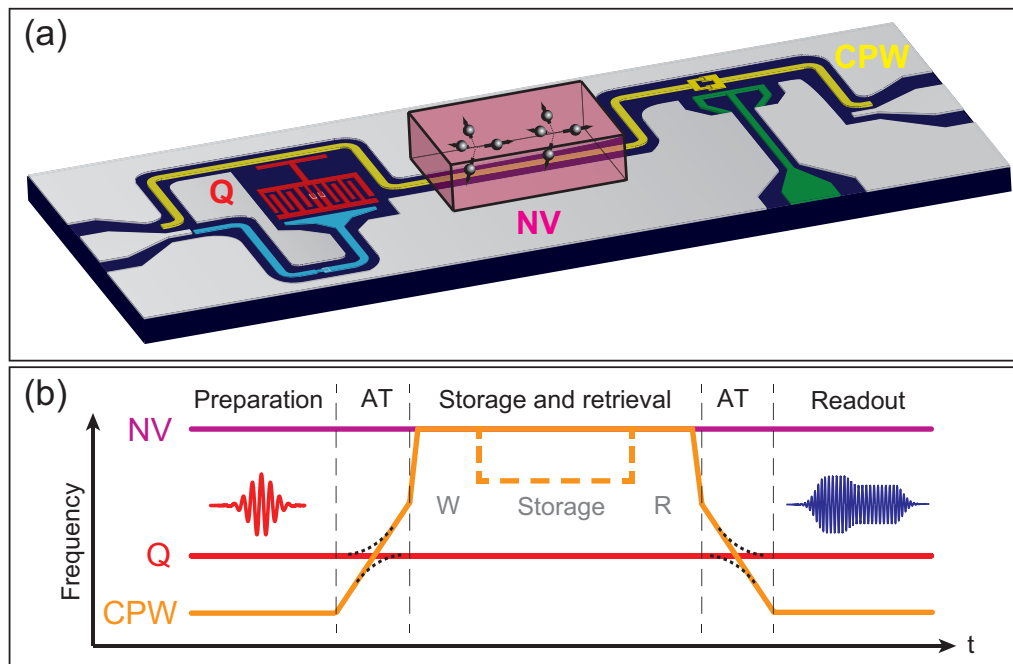 (a)
CPW
Q
NV
(b)
Preparation AT Storage and retrieval AT Readout
NV
W Storage R
Q
CPW
Frequency
t